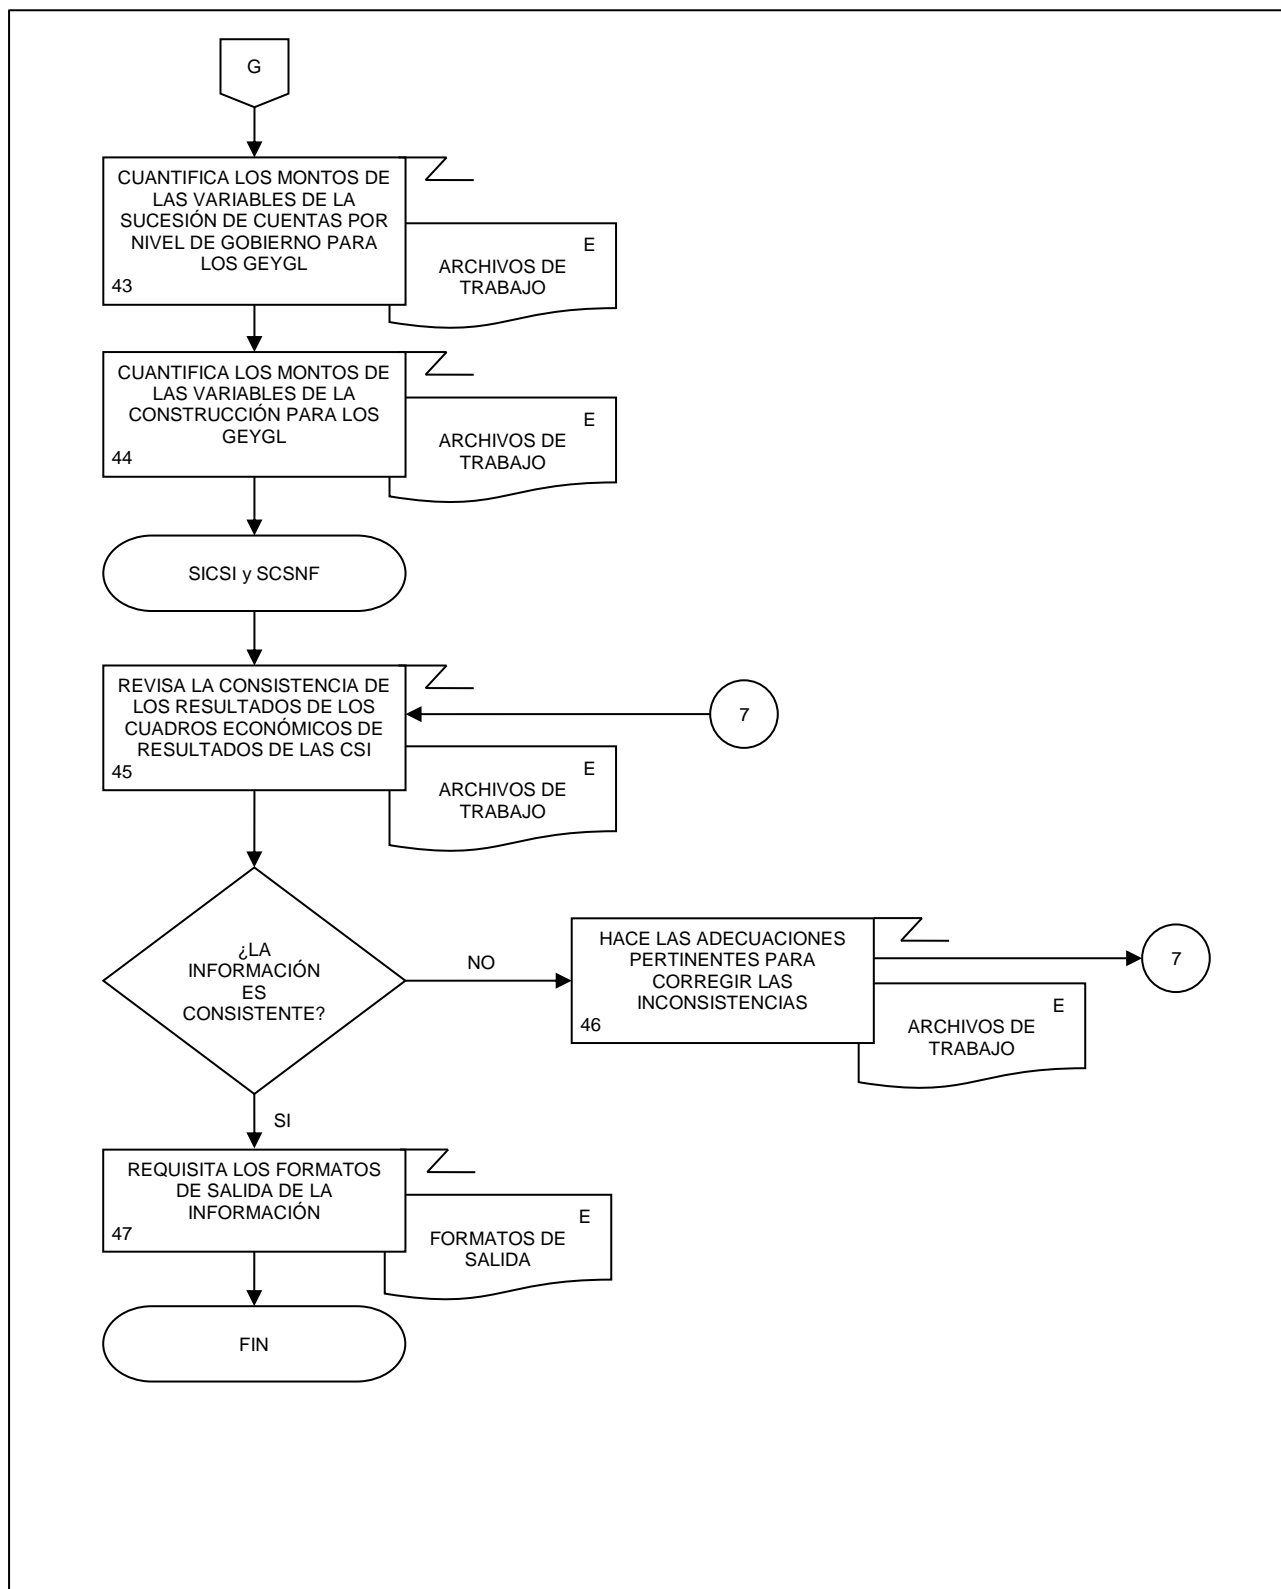 G
CUANTIFICA LOS MONTOS DE
LAS VARIABLES DE LA
SUCESIÓN DE CUENTAS POR
NIVEL DE GOBIERNO PARA
LOS GEYGL
43
E
ARCHIVOS DE
TRABAJO
CUANTIFICA LOS MONTOS DE
LAS VARIABLES DE LA
CONSTRUCCIÓN PARA LOS
GEYGL
44
E
ARCHIVOS DE
TRABAJO
SICSI y SCSNF
REVISA LA CONSISTENCIA DE
LOS RESULTADOS DE LOS
CUADROS ECONÓMICOS DE
RESULTADOS DE LAS CSI
45
7
E
ARCHIVOS DE
TRABAJO
¿LA
INFORMACIÓN
ES
CONSISTENTE?
NO
HACE LAS ADECUACIONES
PERTINENTES PARA
CORREGIR LAS
INCONSISTENCIAS
46
7
E
ARCHIVOS DE
TRABAJO
SI
REQUISITA LOS FORMATOS
DE SALIDA DE LA
INFORMACIÓN
47
E
FORMATOS DE
SALIDA
FIN